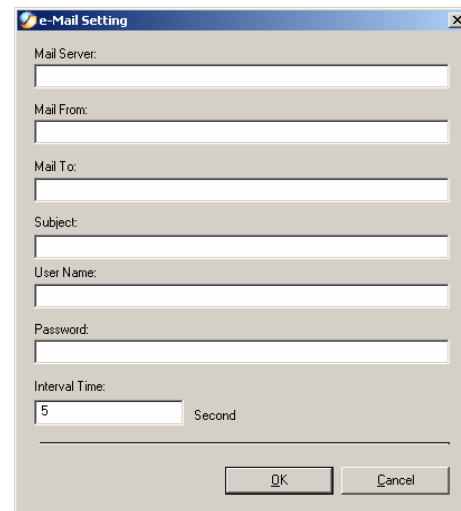 e-Mail Setting
Mail Server:
Mail From:
Mail To:
Subject:
User Name:
Password:
Interval Time:
5 Second
OK Cancel